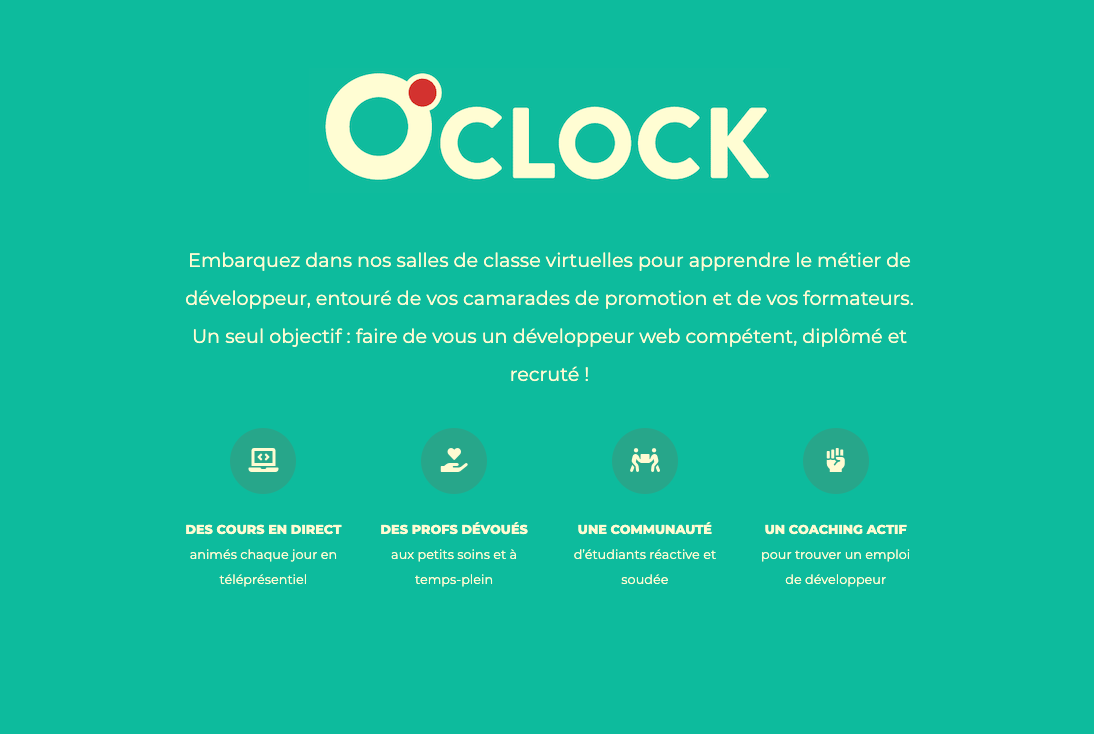 O'CLOCK
Embarquez dans nos salles de classe virtuelles pour apprendre le métier de
développeur, entouré de vos camarades de promotion et de vos formateurs.
Un seul objectif : faire de vous un développeur web compétent, diplômé et
recruté !
DES COURS EN DIRECT
animés chaque jour en
téléprésentiel
DES PROFS DÉVOUÉS
aux petits soins et à
temps-plein
UNE COMMUNAUTÉ
d'étudiants réactive et
soudée
UN COACHING ACTIF
pour trouver un emploi
de développeur